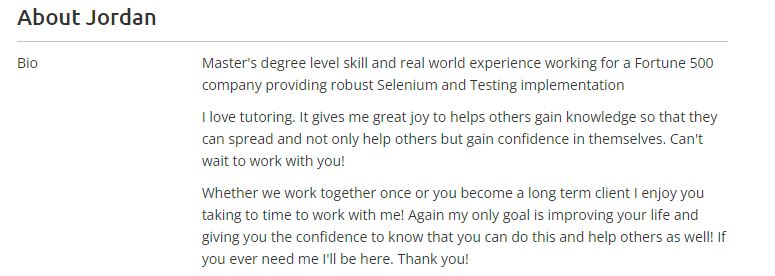 About Jordan
Bio
Master's degree level skill and real world experience working for a Fortune 500
company providing robust Selenium and Testing implementation
I love tutoring. It gives me great joy to helps others gain knowledge so that they
can spread and not only help others but gain confidence in themselves. Can't
wait to work with you!
Whether we work together once or you become a long term client I enjoy you
taking to time to work with me! Again my only goal is improving your life and
giving you the confidence to know that you can do this and help others as well! If
you ever need me I'll be here. Thank you!